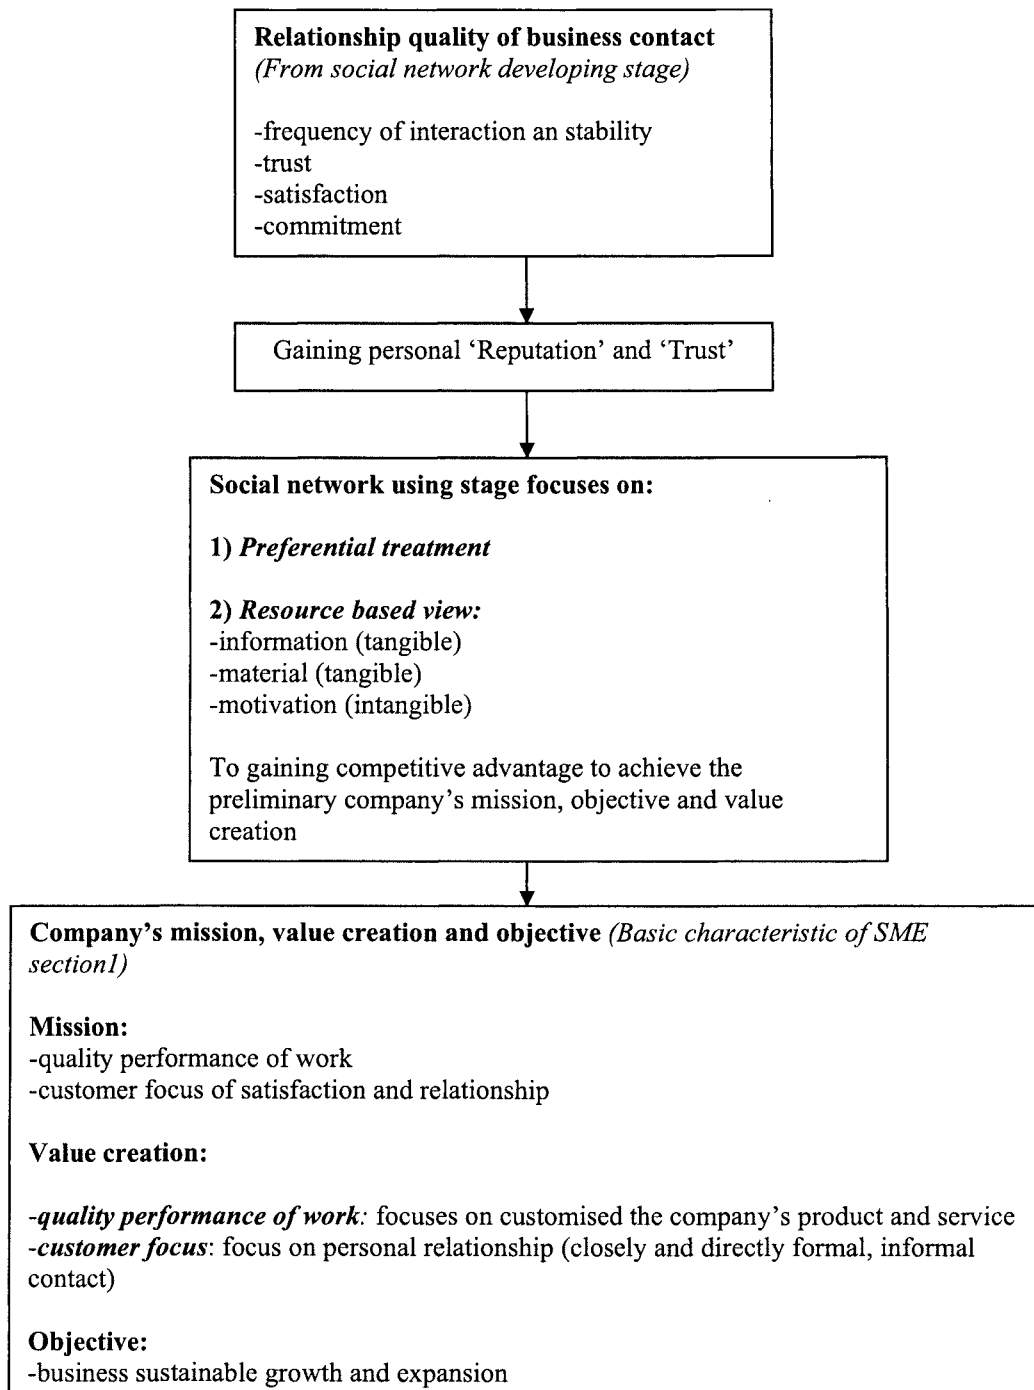 Relationship quality of business contact
(From social network developing stage)
-frequency of interaction an stability
-trust
-satisfaction
-commitment
Gaining personal ‘Reputation’ and ‘Trust’
Social network using stage focuses on:
1) Preferential treatment
2) Resource based view:
-information (tangible)
-material (tangible)
-motivation (intangible)
To gaining competitive advantage to achieve the
preliminary company’s mission, objective and value
creation
Company’s mission, value creation and objective (Basic characteristic of SME
section1)
Mission:
-quality performance of work
-customer focus of satisfaction and relationship
Value creation:
-quality performance of work: focuses on customised the company’s product and service
-customer focus: focus on personal relationship (closely and directly formal, informal
contact)
Objective:
-business sustainable growth and expansion